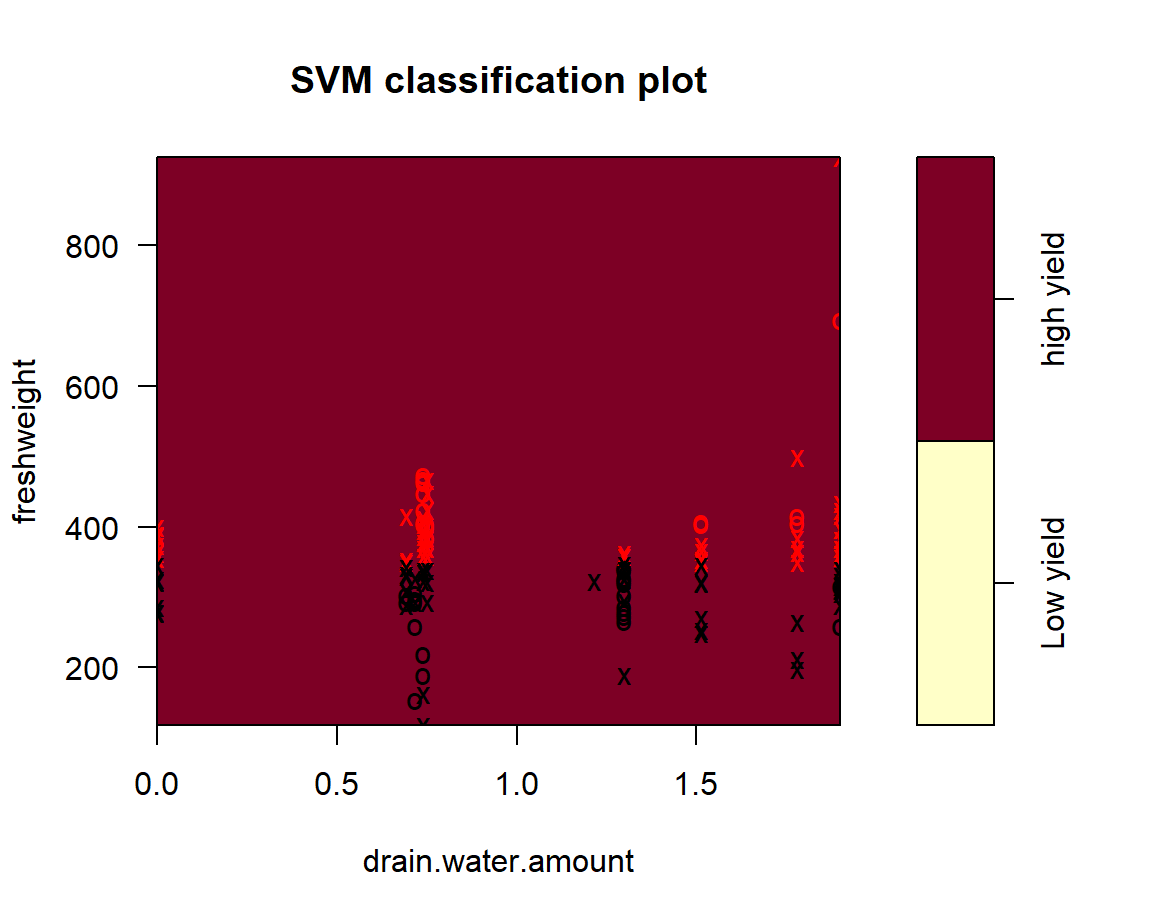 SVM classification plot
800
600
400
200
freshweight
0.0 0.5 1.0 1.5
drain.water.amount
high yield
Low yield